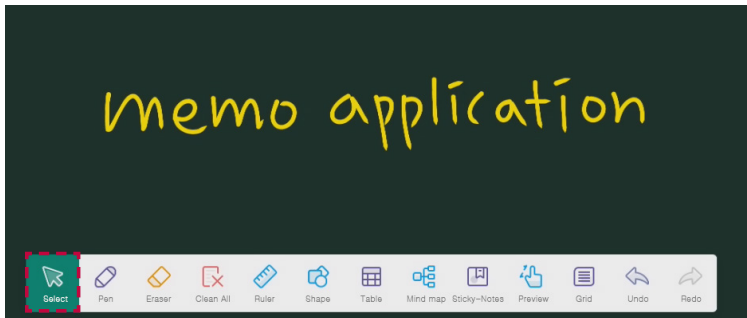 memo application
Select Pen Eraser Clean All Ruler Shape Table Mind map Sticky-Notes Preview Grid Undo Redo